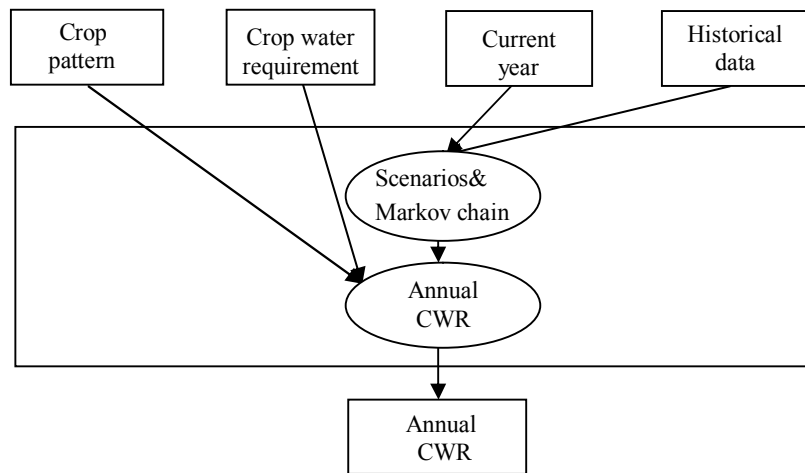 Crop
pattern
Crop water
requirement
Current
year
Historical
data
Scenarios&
Markov chain
Annual
CWR
Annual
CWR